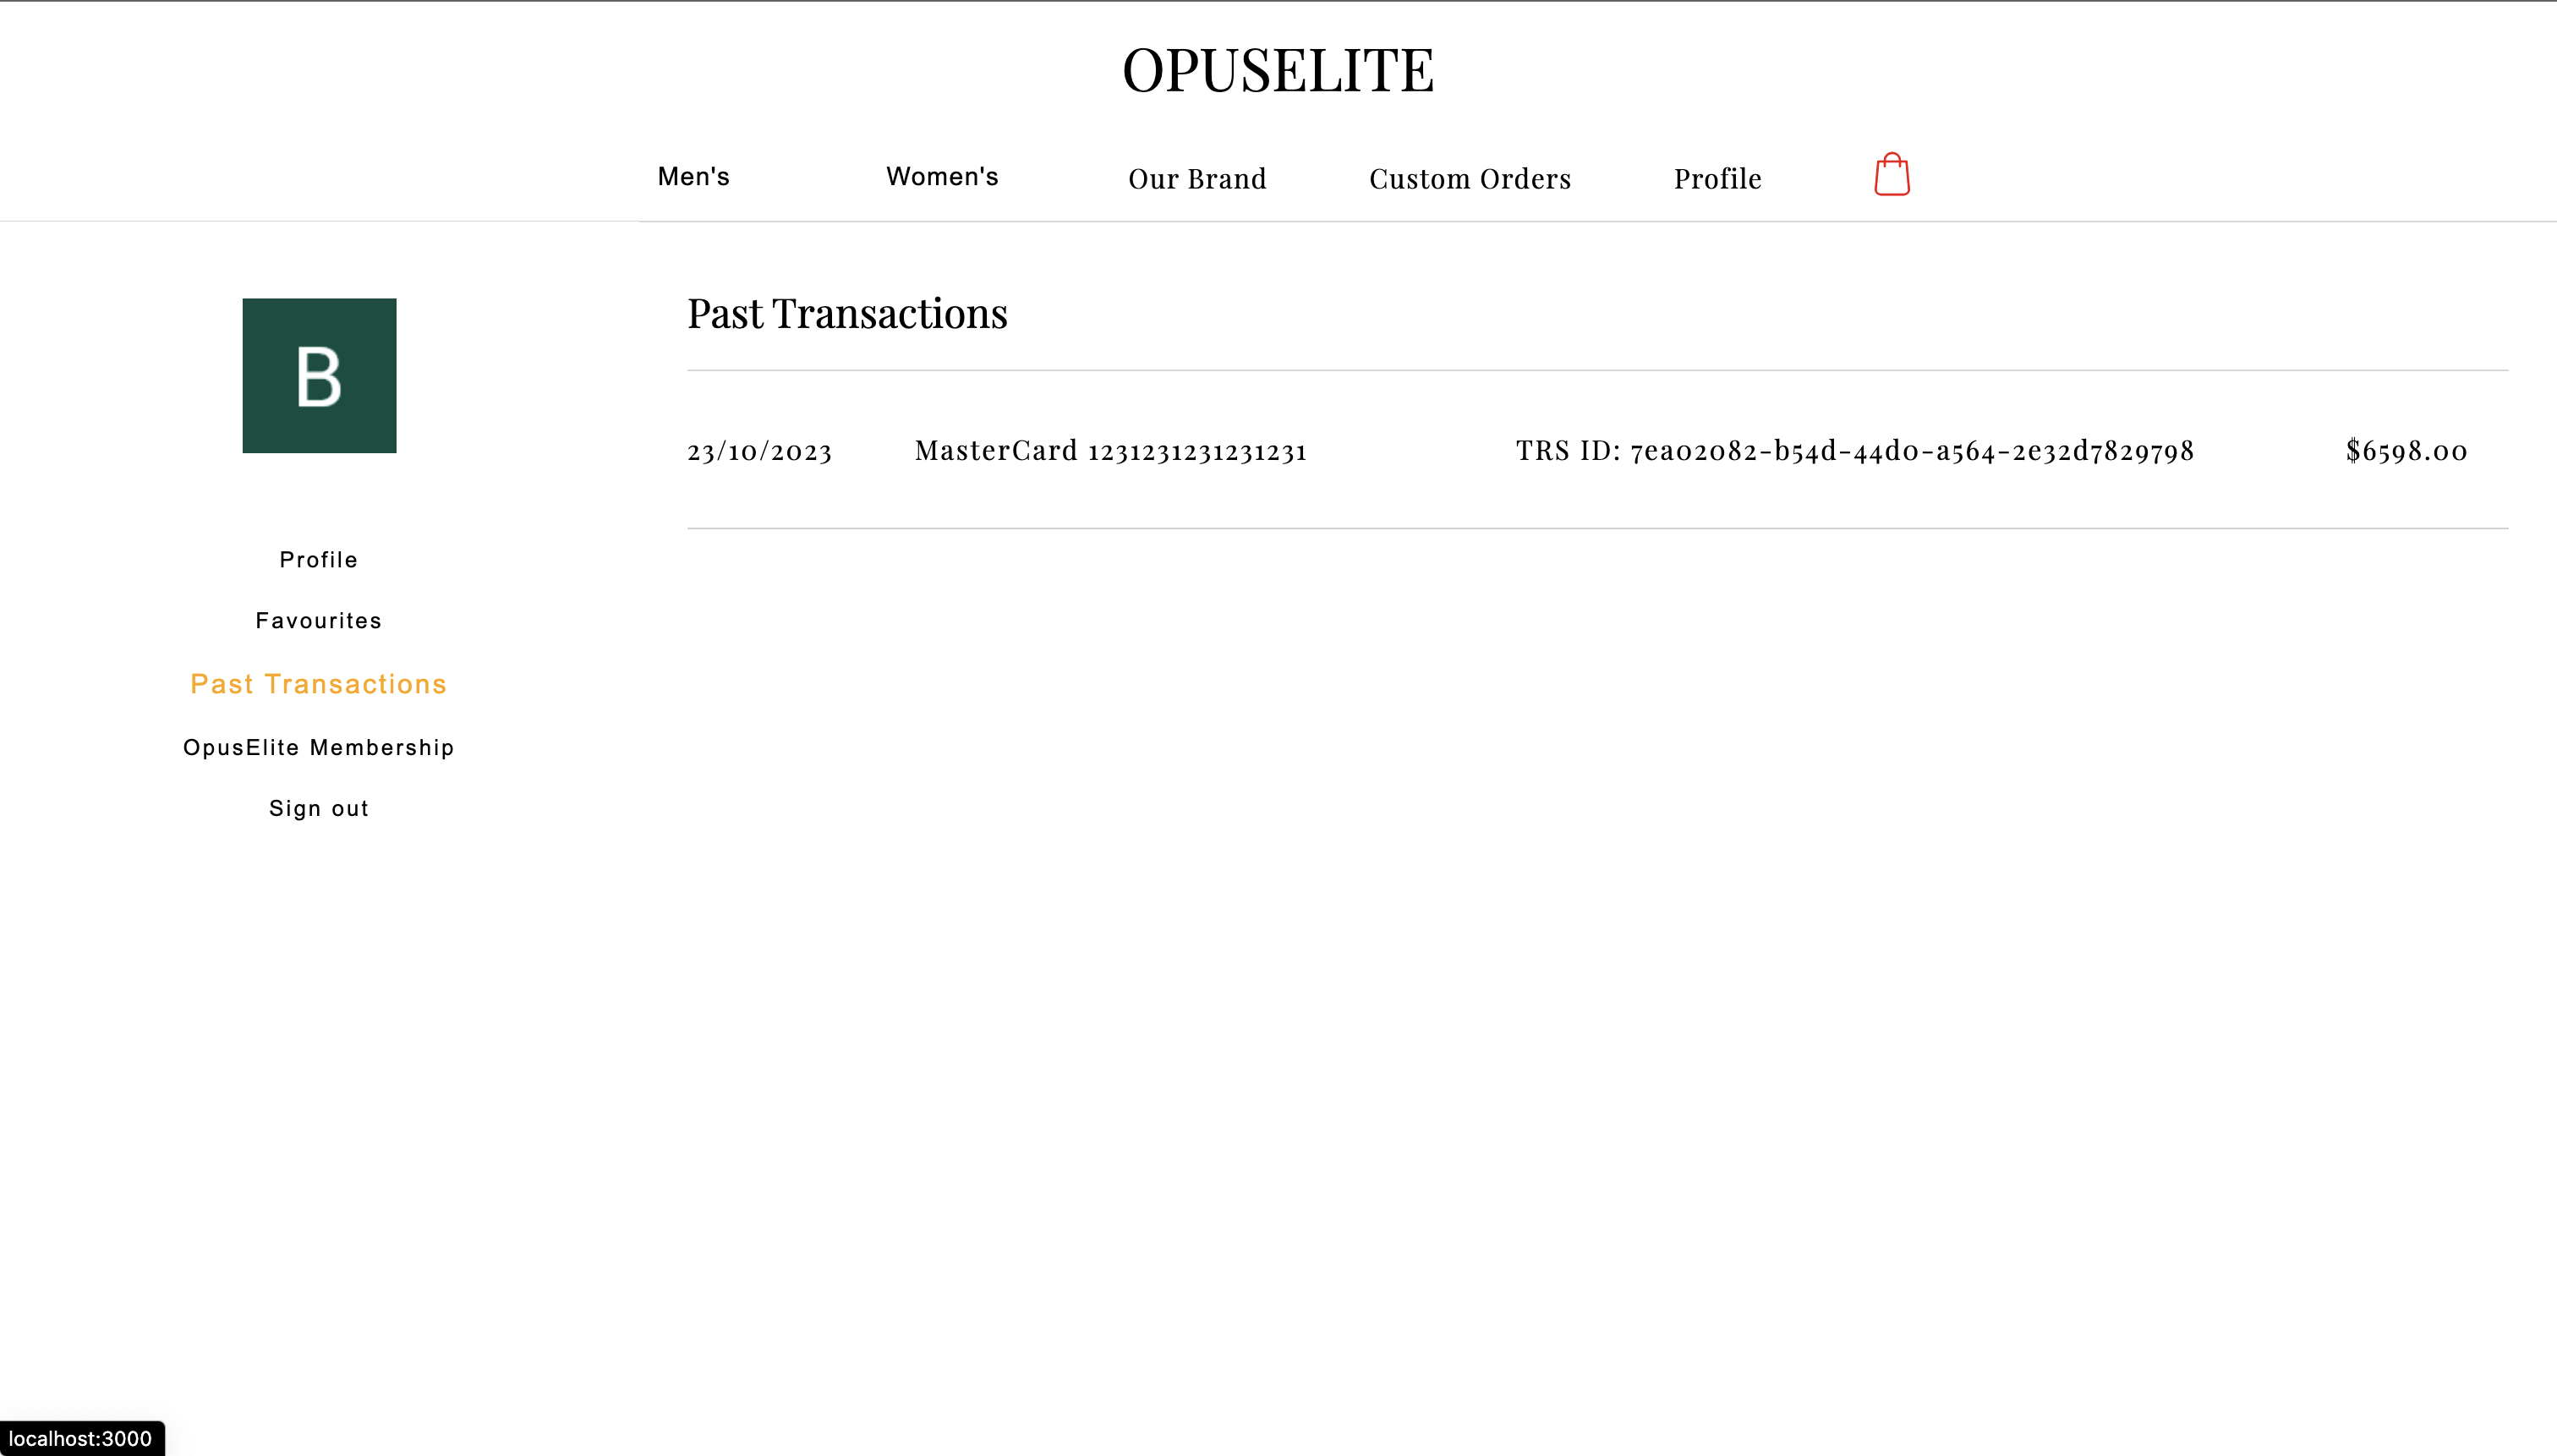 OPUSELITE
Men's Women's Our Brand Custom Orders Profile
B
Profile
Favourites
Past Transactions
OpusElite Membership
Sign out
Past Transactions
23/10/2023 MasterCard 1231231231231231 TRS ID: 7ea02082-b54d-44d0-a564-2e32d7829798 $6598.00
localhost:3000